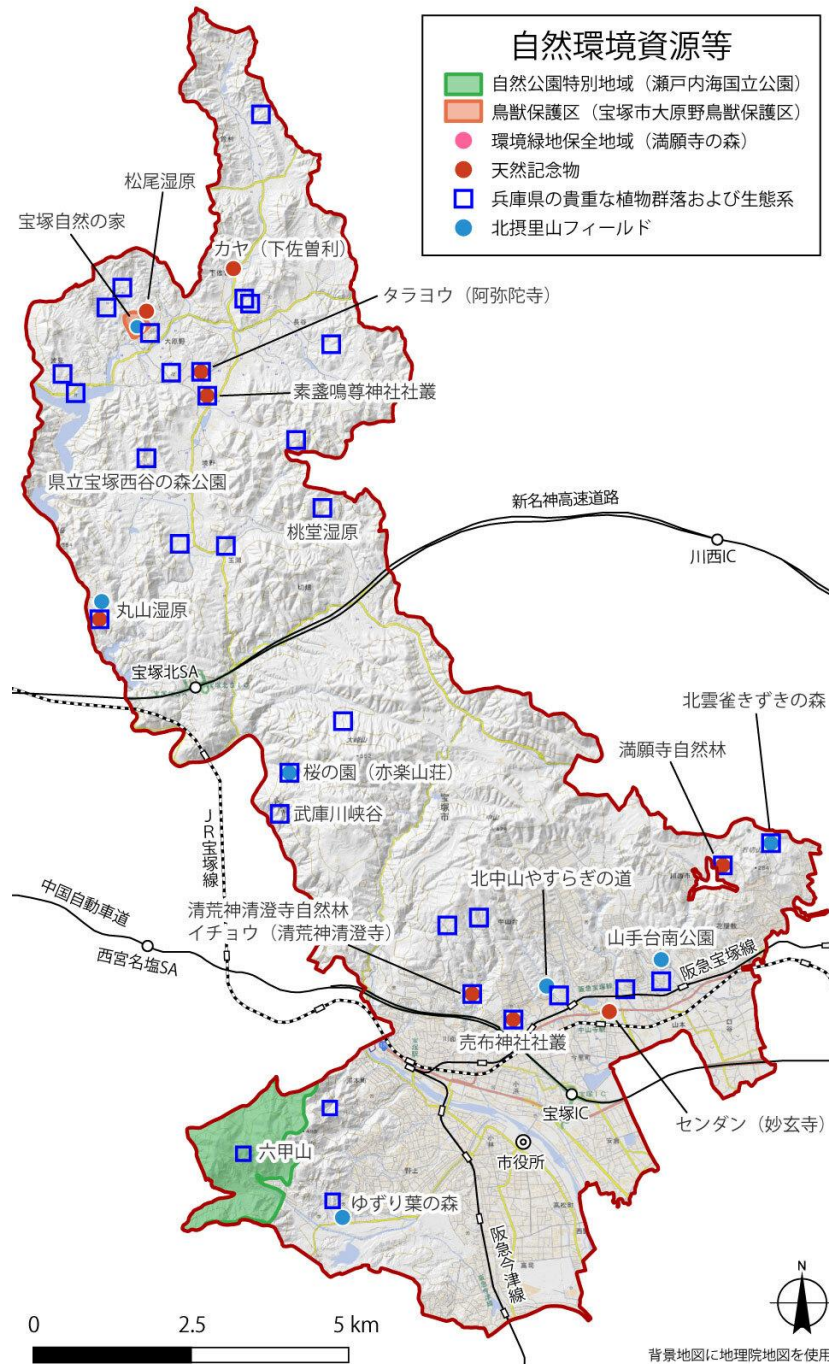 自然環境資源等
自然公園特別地域（瀬戸内海国立公園）
鳥獣保護区（宝塚市大原野鳥獣保護区）
環境緑地保全地域（満願寺の森）
天然記念物
兵庫県の貴重な植物群落および生態系
北摂里山フィールド
松尾湿原
宝塚自然の家
カヤ（下佐曽利）
タラヨウ（阿弥陀寺）
大原野
長谷
素盞嗚尊神社社叢
県立宝塚西谷の森公園
桃堂湿原
新名神高速道路
川西IC
玉瀬
切畑
丸山湿原
宝塚北SA
北雲雀きずきの森
満願寺自然林
桜の園（亦楽山荘）
武庫川峡谷
宝塚市
JR宝塚線
中国自動車道
西宮名塩SA
北中山やすらぎの道
清荒神清澄寺自然林
イチョウ（清荒神清澄寺）
山手台南公園
阪急宝塚線
売布神社社叢
山本
宝塚IC
センダン（妙玄寺）
市役所
六甲山
ゆずり葉の森
阪急今津線
0 2.5 5 km
N
背景地図に地理院地図を使用